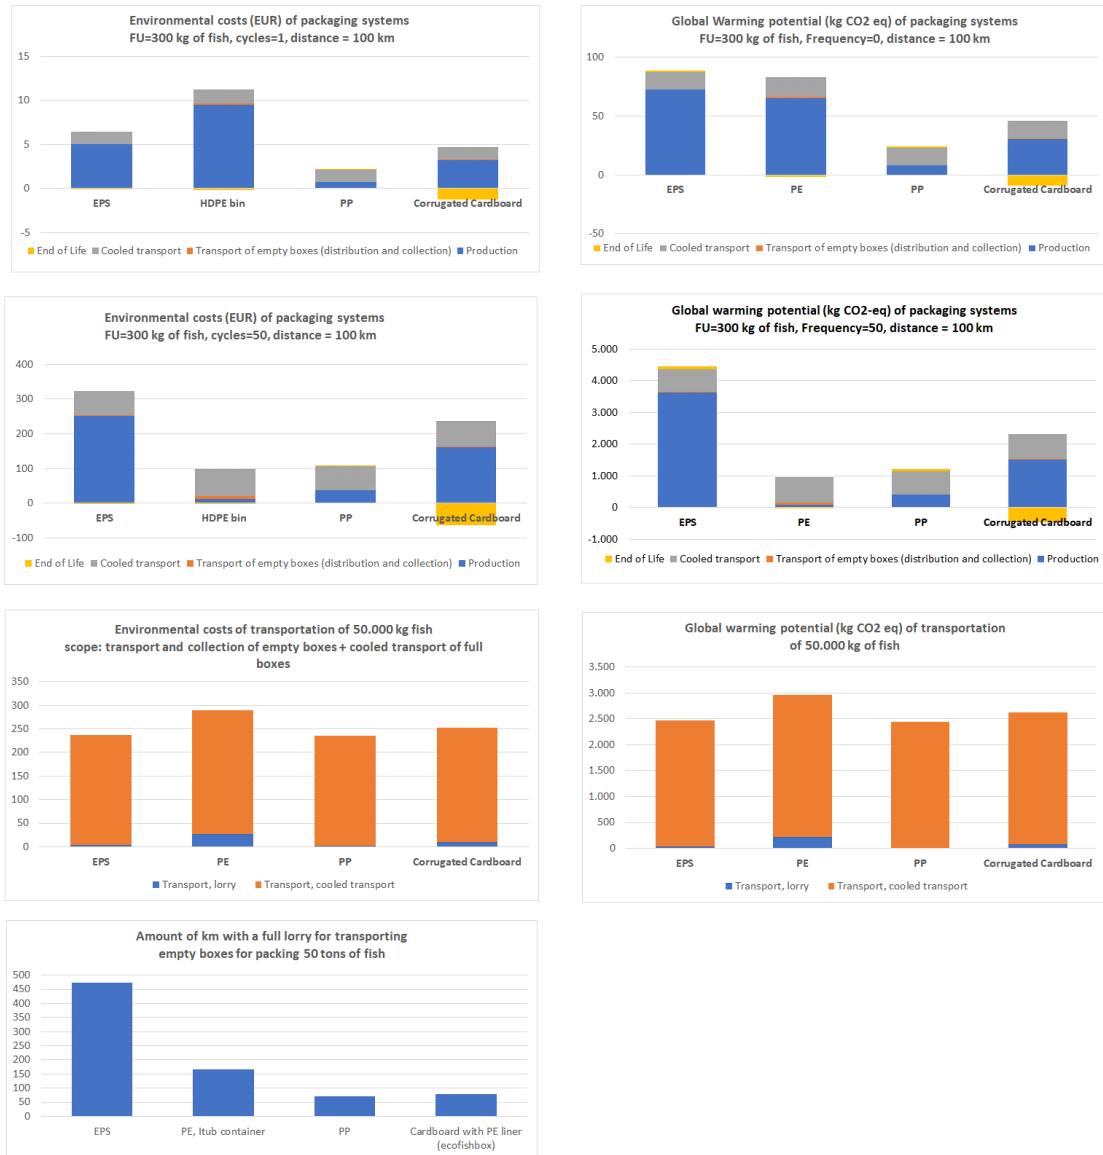 Environmental costs (EUR) of packaging systems
FU=300 kg of fish, cycles=1, distance = 100 km
15
10
5
0
-5
EPS
HDPE bin
PP
Corrugated Cardboard
End of Life
Cooled transport
Transport of empty boxes (distribution and collection)
Production
Global Warming potential (kg CO2 eq) of packaging systems
FU=300 kg of fish, Frequency=0, distance = 100 km
100
50
0
-50
EPS
PE
PP
Corrugated Cardboard
End of Life
Cooled transport
Transport of empty boxes (distribution and collection)
Production
Environmental costs (EUR) of packaging systems
FU=300 kg of fish, cycles=50, distance = 100 km
400
300
200
100
0
-100
EPS
HDPE bin
PP
Corrugated Cardboard
End of Life
Cooled transport
Transport of empty boxes (distribution and collection)
Production
Global warming potential (kg CO2-eq) of packaging systems
FU=300 kg of fish, Frequency=50, distance = 100 km
5.000
4.000
3.000
2.000
1.000
0
-1.000
EPS
PE
PP
Corrugated Cardboard
End of Life
Cooled transport
Transport of empty boxes (distribution and collection)
Production
Environmental costs of transportation of 50.000 kg fish
scope: transport and collection of empty boxes + cooled transport of full
boxes
350
300
250
200
150
100
50
0
EPS
PE
PP
Corrugated Cardboard
Transport, lorry
Transport, cooled transport
Global warming potential (kg CO2 eq) of transportation
of 50.000 kg of fish
3.500
3.000
2.500
2.000
1.500
1.000
500
0
EPS
PE
PP
Corrugated Cardboard
Transport, lorry
Transport, cooled transport
Amount of km with a full lorry for transporting
empty boxes for packing 50 tons of fish
500
450
400
350
300
250
200
150
100
50
0
EPS
PE, Itub container
PP
Cardboard with PE liner
(ecofishbox)